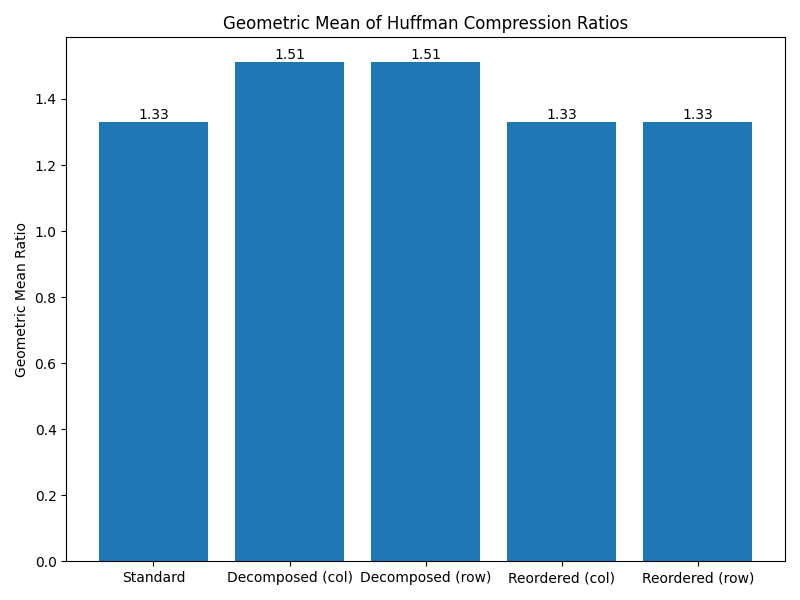 Geometric Mean of Huffman Compression Ratios
1.33
1.51
1.51
1.33
1.33
Geometric Mean Ratio
1.4
1.2
1.0
0.8
0.6
0.4
0.2
0.0
Standard
Decomposed (col)
Decomposed (row)
Reordered (col)
Reordered (row)